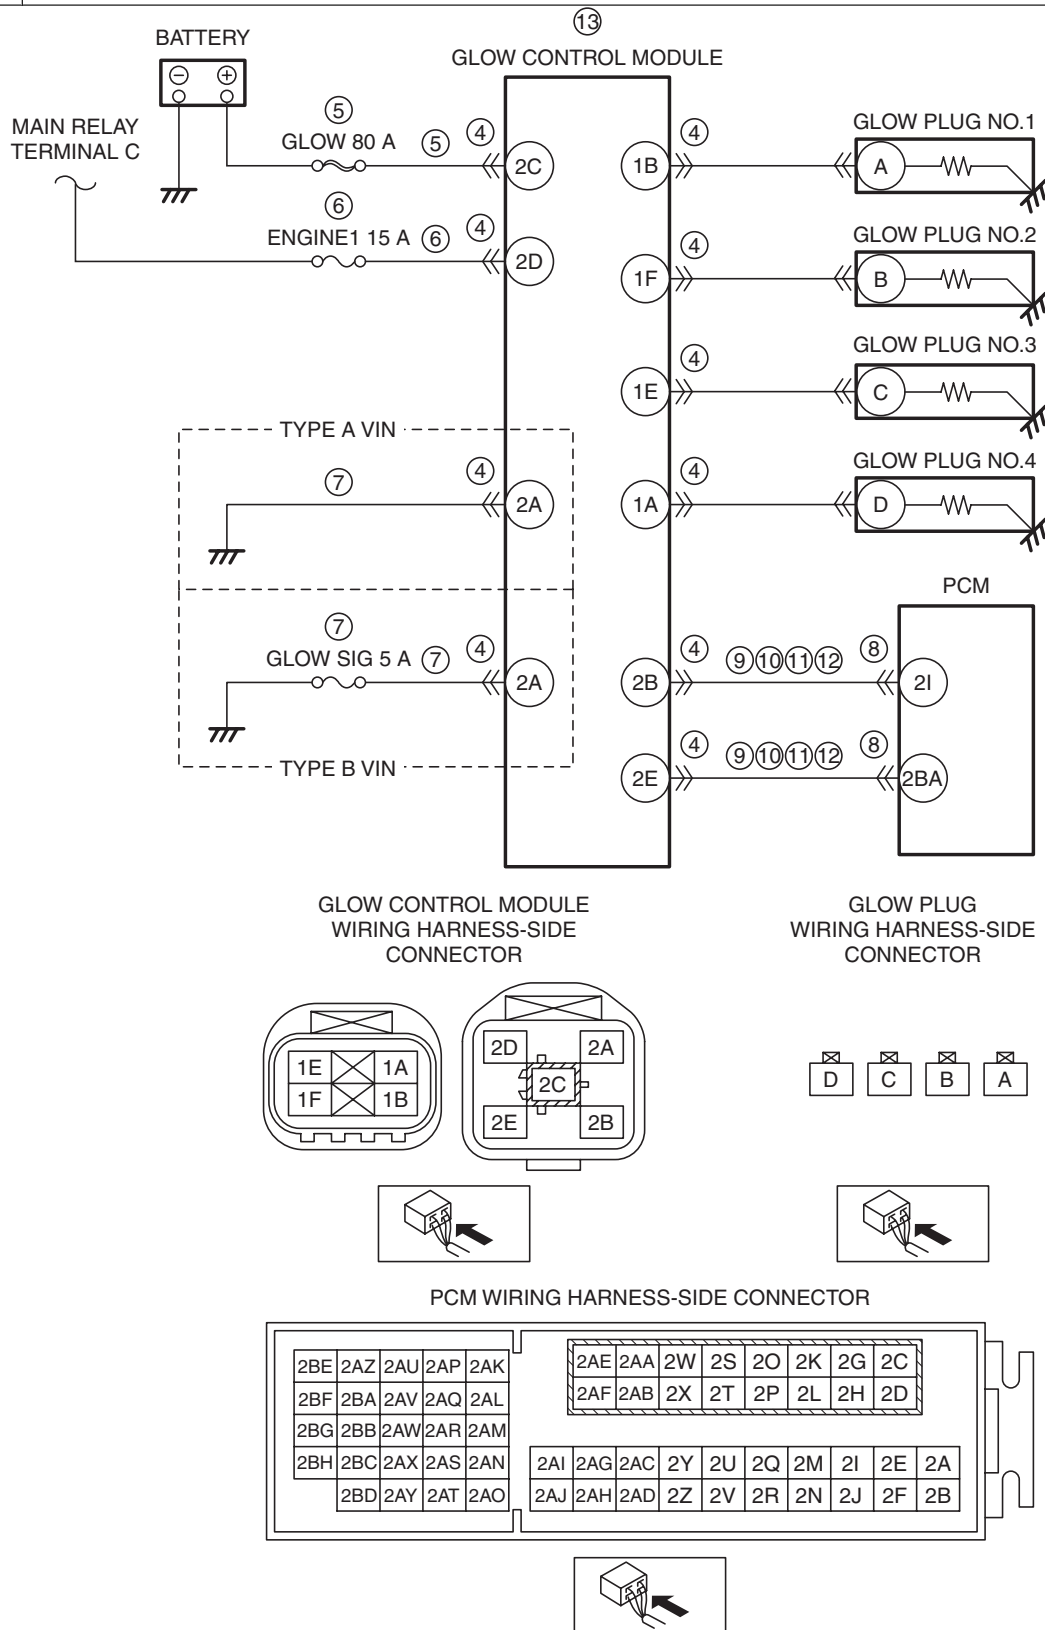 13
BATTERY
GLOW CONTROL MODULE
− +
MAIN RELAY
TERMINAL C
5
GLOW 80 A 5 4
2C
1B 4
GLOW PLUG NO.1
A
6
ENGINE1 15 A 6 4
2D
GLOW PLUG NO.2
1F 4
B
GLOW PLUG NO.3
1E 4
C
TYPE A VIN
7 4
2A
GLOW PLUG NO.4
1A 4
D
PCM
7
GLOW SIG 5 A 7 4
2A
2B 4 9 10 11 12 8 2I
TYPE B VIN
2E 4 9 10 11 12 8 2BA
GLOW CONTROL MODULE
WIRING HARNESS-SIDE
CONNECTOR
GLOW PLUG
WIRING HARNESS-SIDE
CONNECTOR
1E 1A
1F 1B
2D 2A
2C
2E 2B
D C B A
PCM WIRING HARNESS-SIDE CONNECTOR
2BE 2AZ 2AU 2AP 2AK
2BF 2BA 2AV 2AQ 2AL
2BG 2BB 2AW 2AR 2AM
2BH 2BC 2AX 2AS 2AN
2BD 2AY 2AT 2AO
2AE 2AA 2W 2S 2O 2K 2G 2C
2AF 2AB 2X 2T 2P 2L 2H 2D
2AI 2AG 2AC 2Y 2U 2Q 2M 2I 2E 2A
2AJ 2AH 2AD 2Z 2V 2R 2N 2J 2F 2B